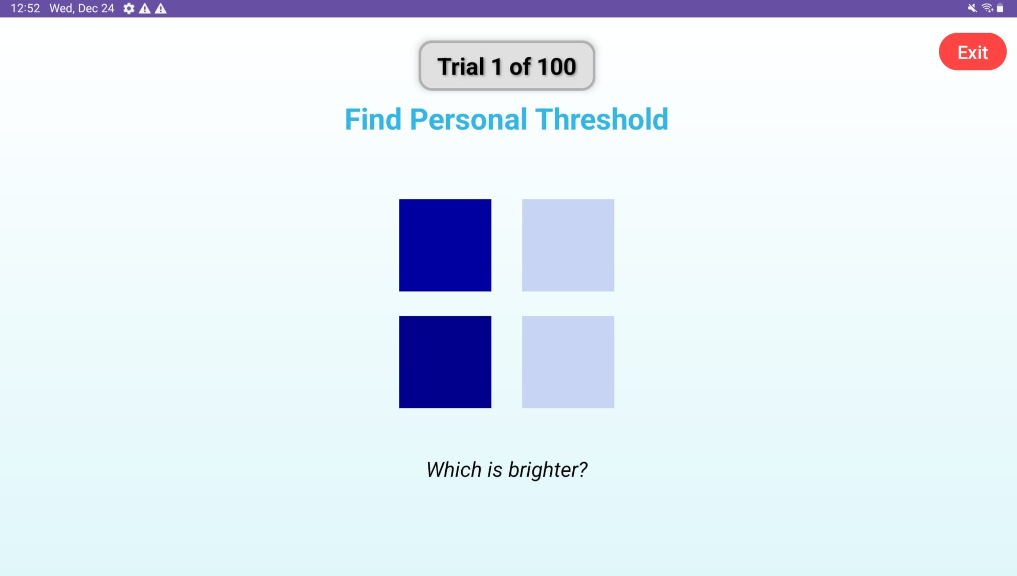 12:52 Wed, Dec 24
Trial 1 of 100
Exit
Find Personal Threshold
Which is brighter?